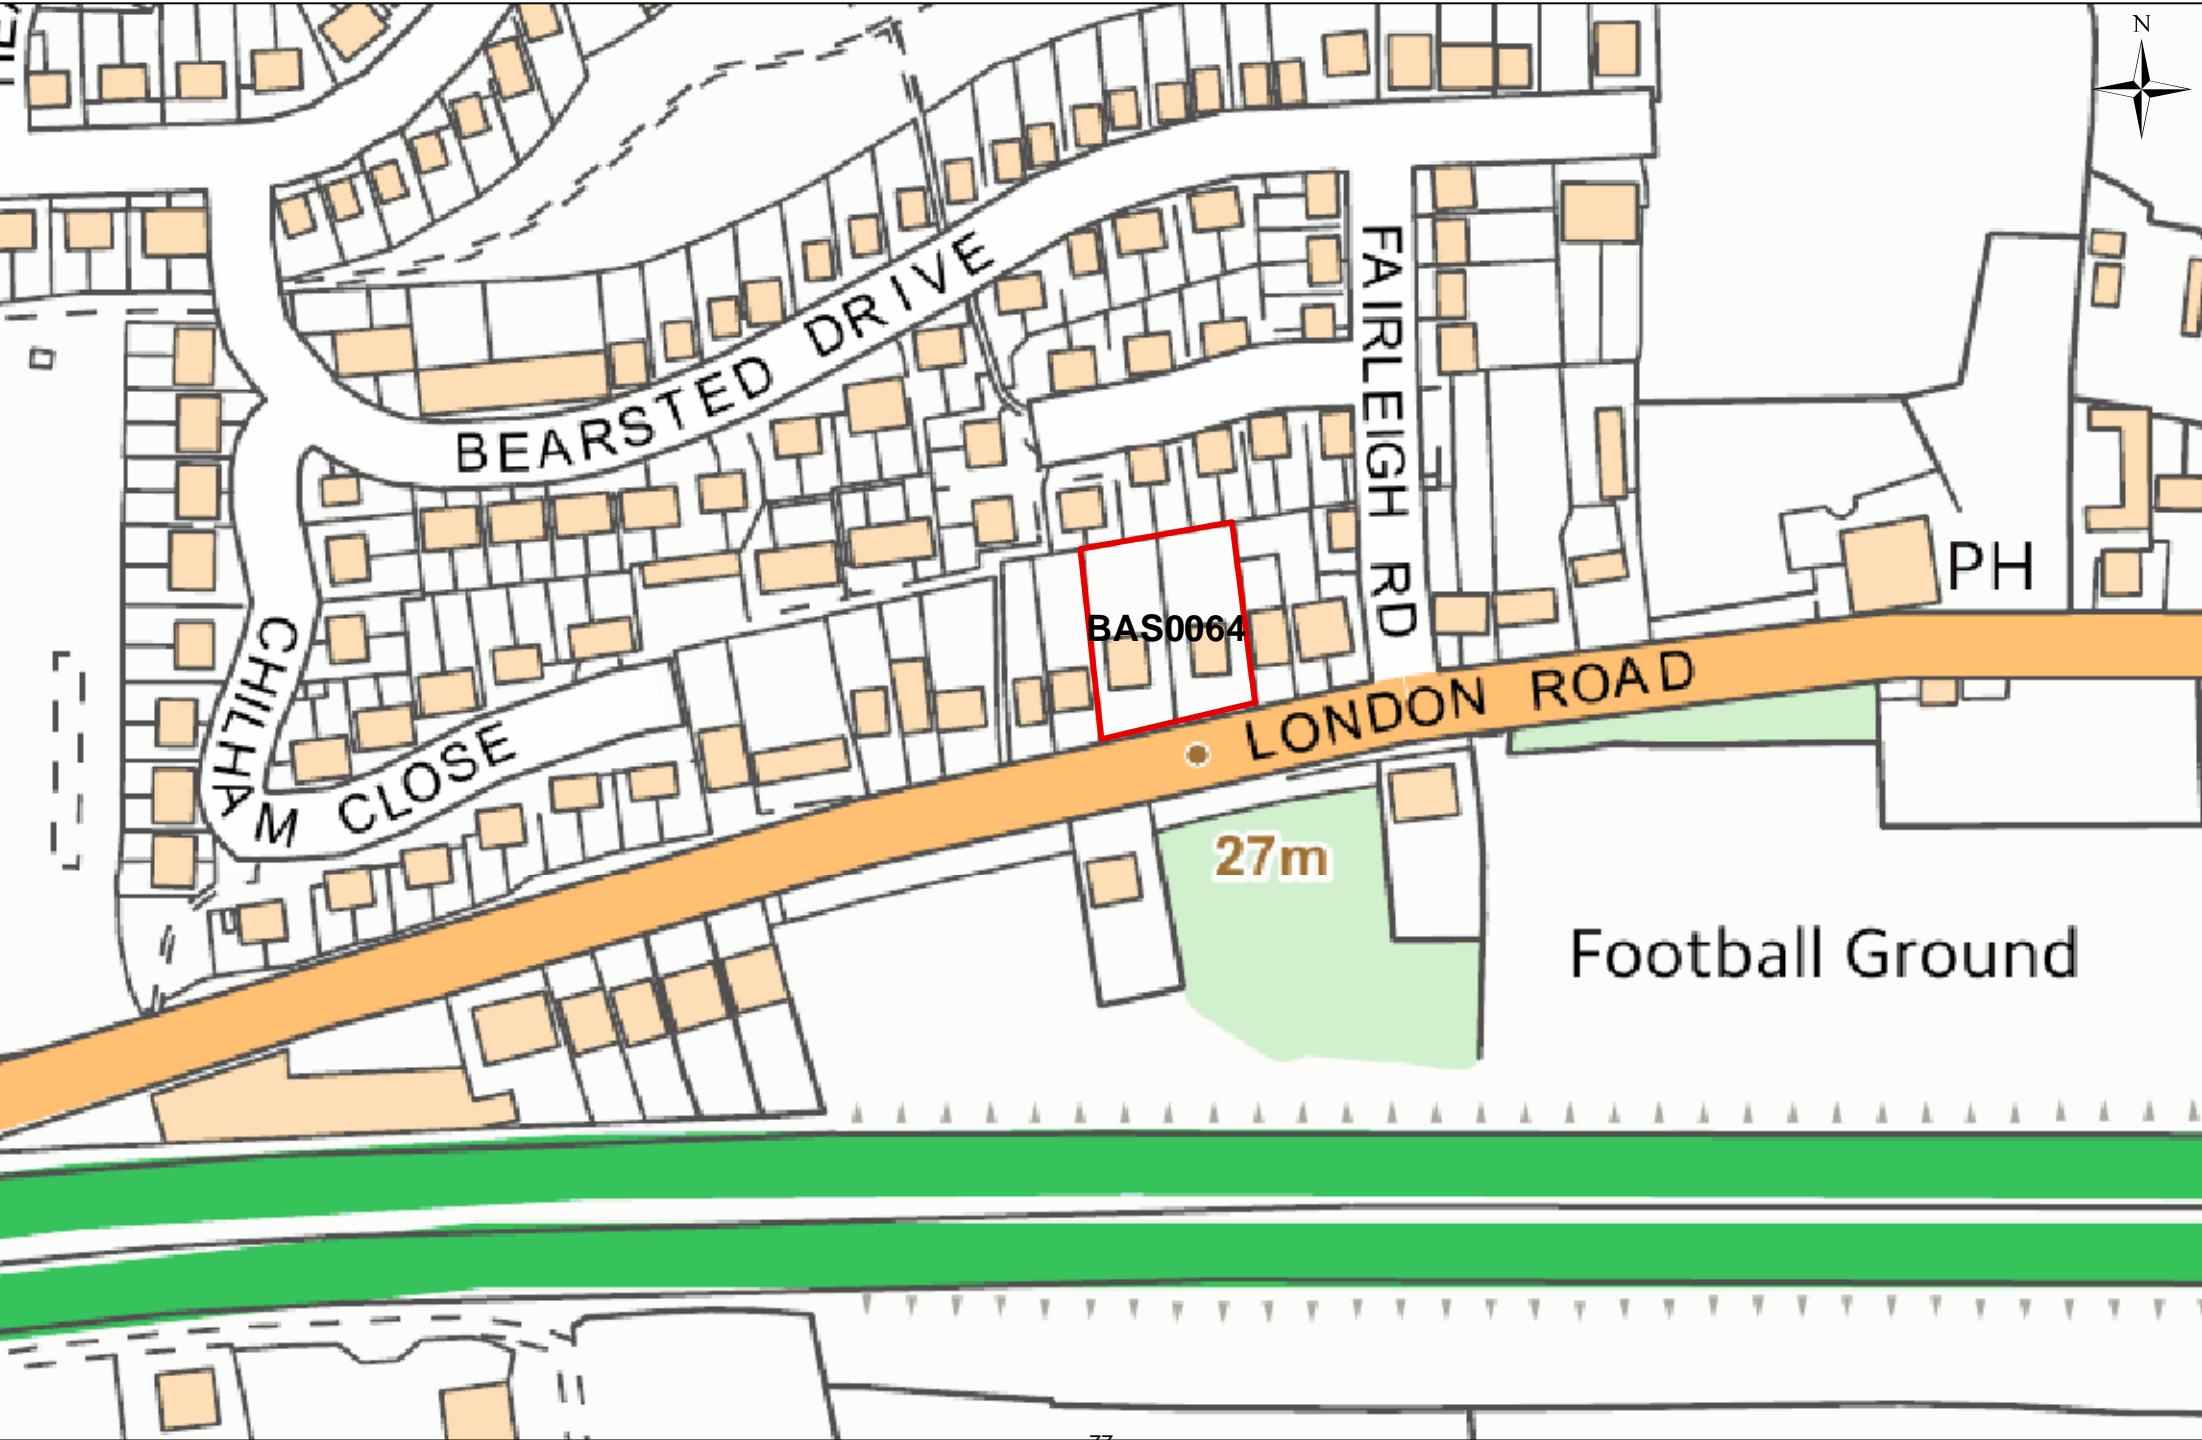 N
BEARSTED DRIVE
FAIRLEIGH RD
PH
BAS0064
CHILHAM CLOSE
LONDON ROAD
27m
Football Ground